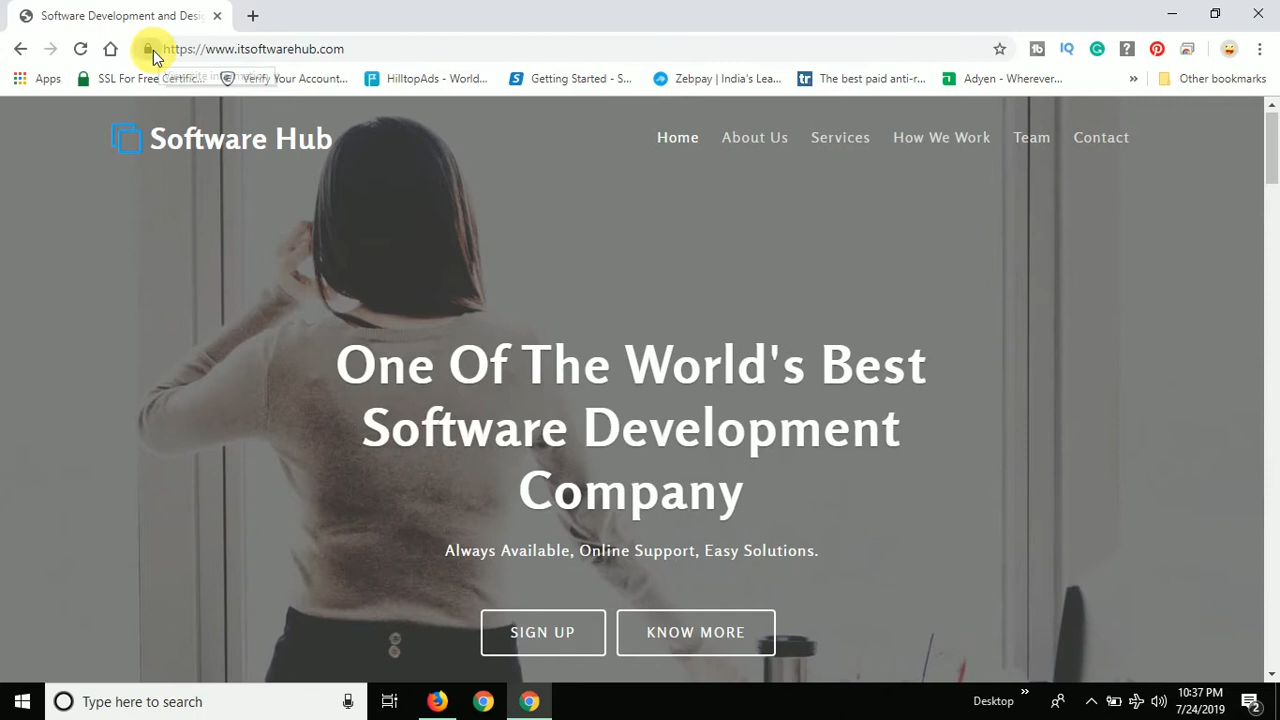 Software Development and Desi
https://www.itsoftwarehub.com
Apps
SSL For Free
Verify Your Account...
HilltopAds - World...
Getting Started - S...
Zebpay | India's Lea...
The best paid anti-r...
Adyen - Wherever...
»
Other bookmarks
Software Hub
Home
About Us
Services
How We Work
Team
Contact
One Of The World's Best
Software Development
Company
Always Available, Online Support, Easy Solutions.
SIGN UP
KNOW MORE
Type here to search
Desktop
10:37 PM
7/24/2019
2